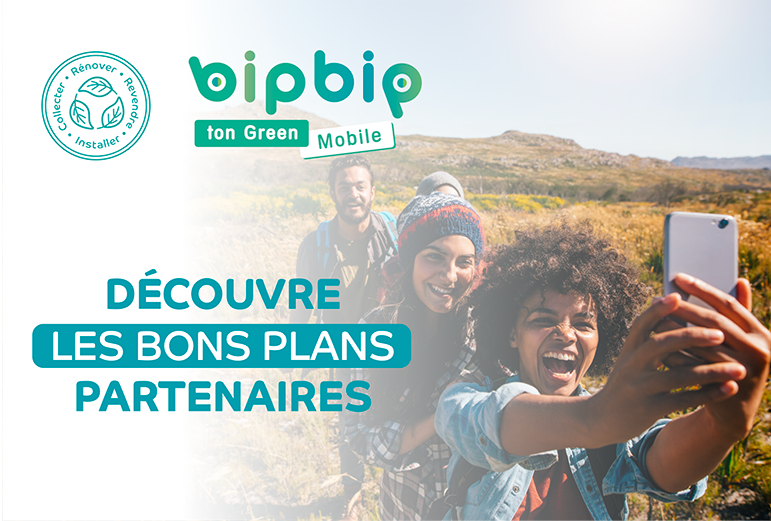 • Collecter • Rénover • Revendre • Installer
bipbip
ton Green Mobile
DÉCOUVRE
LES BONS PLANS
PARTENAIRES